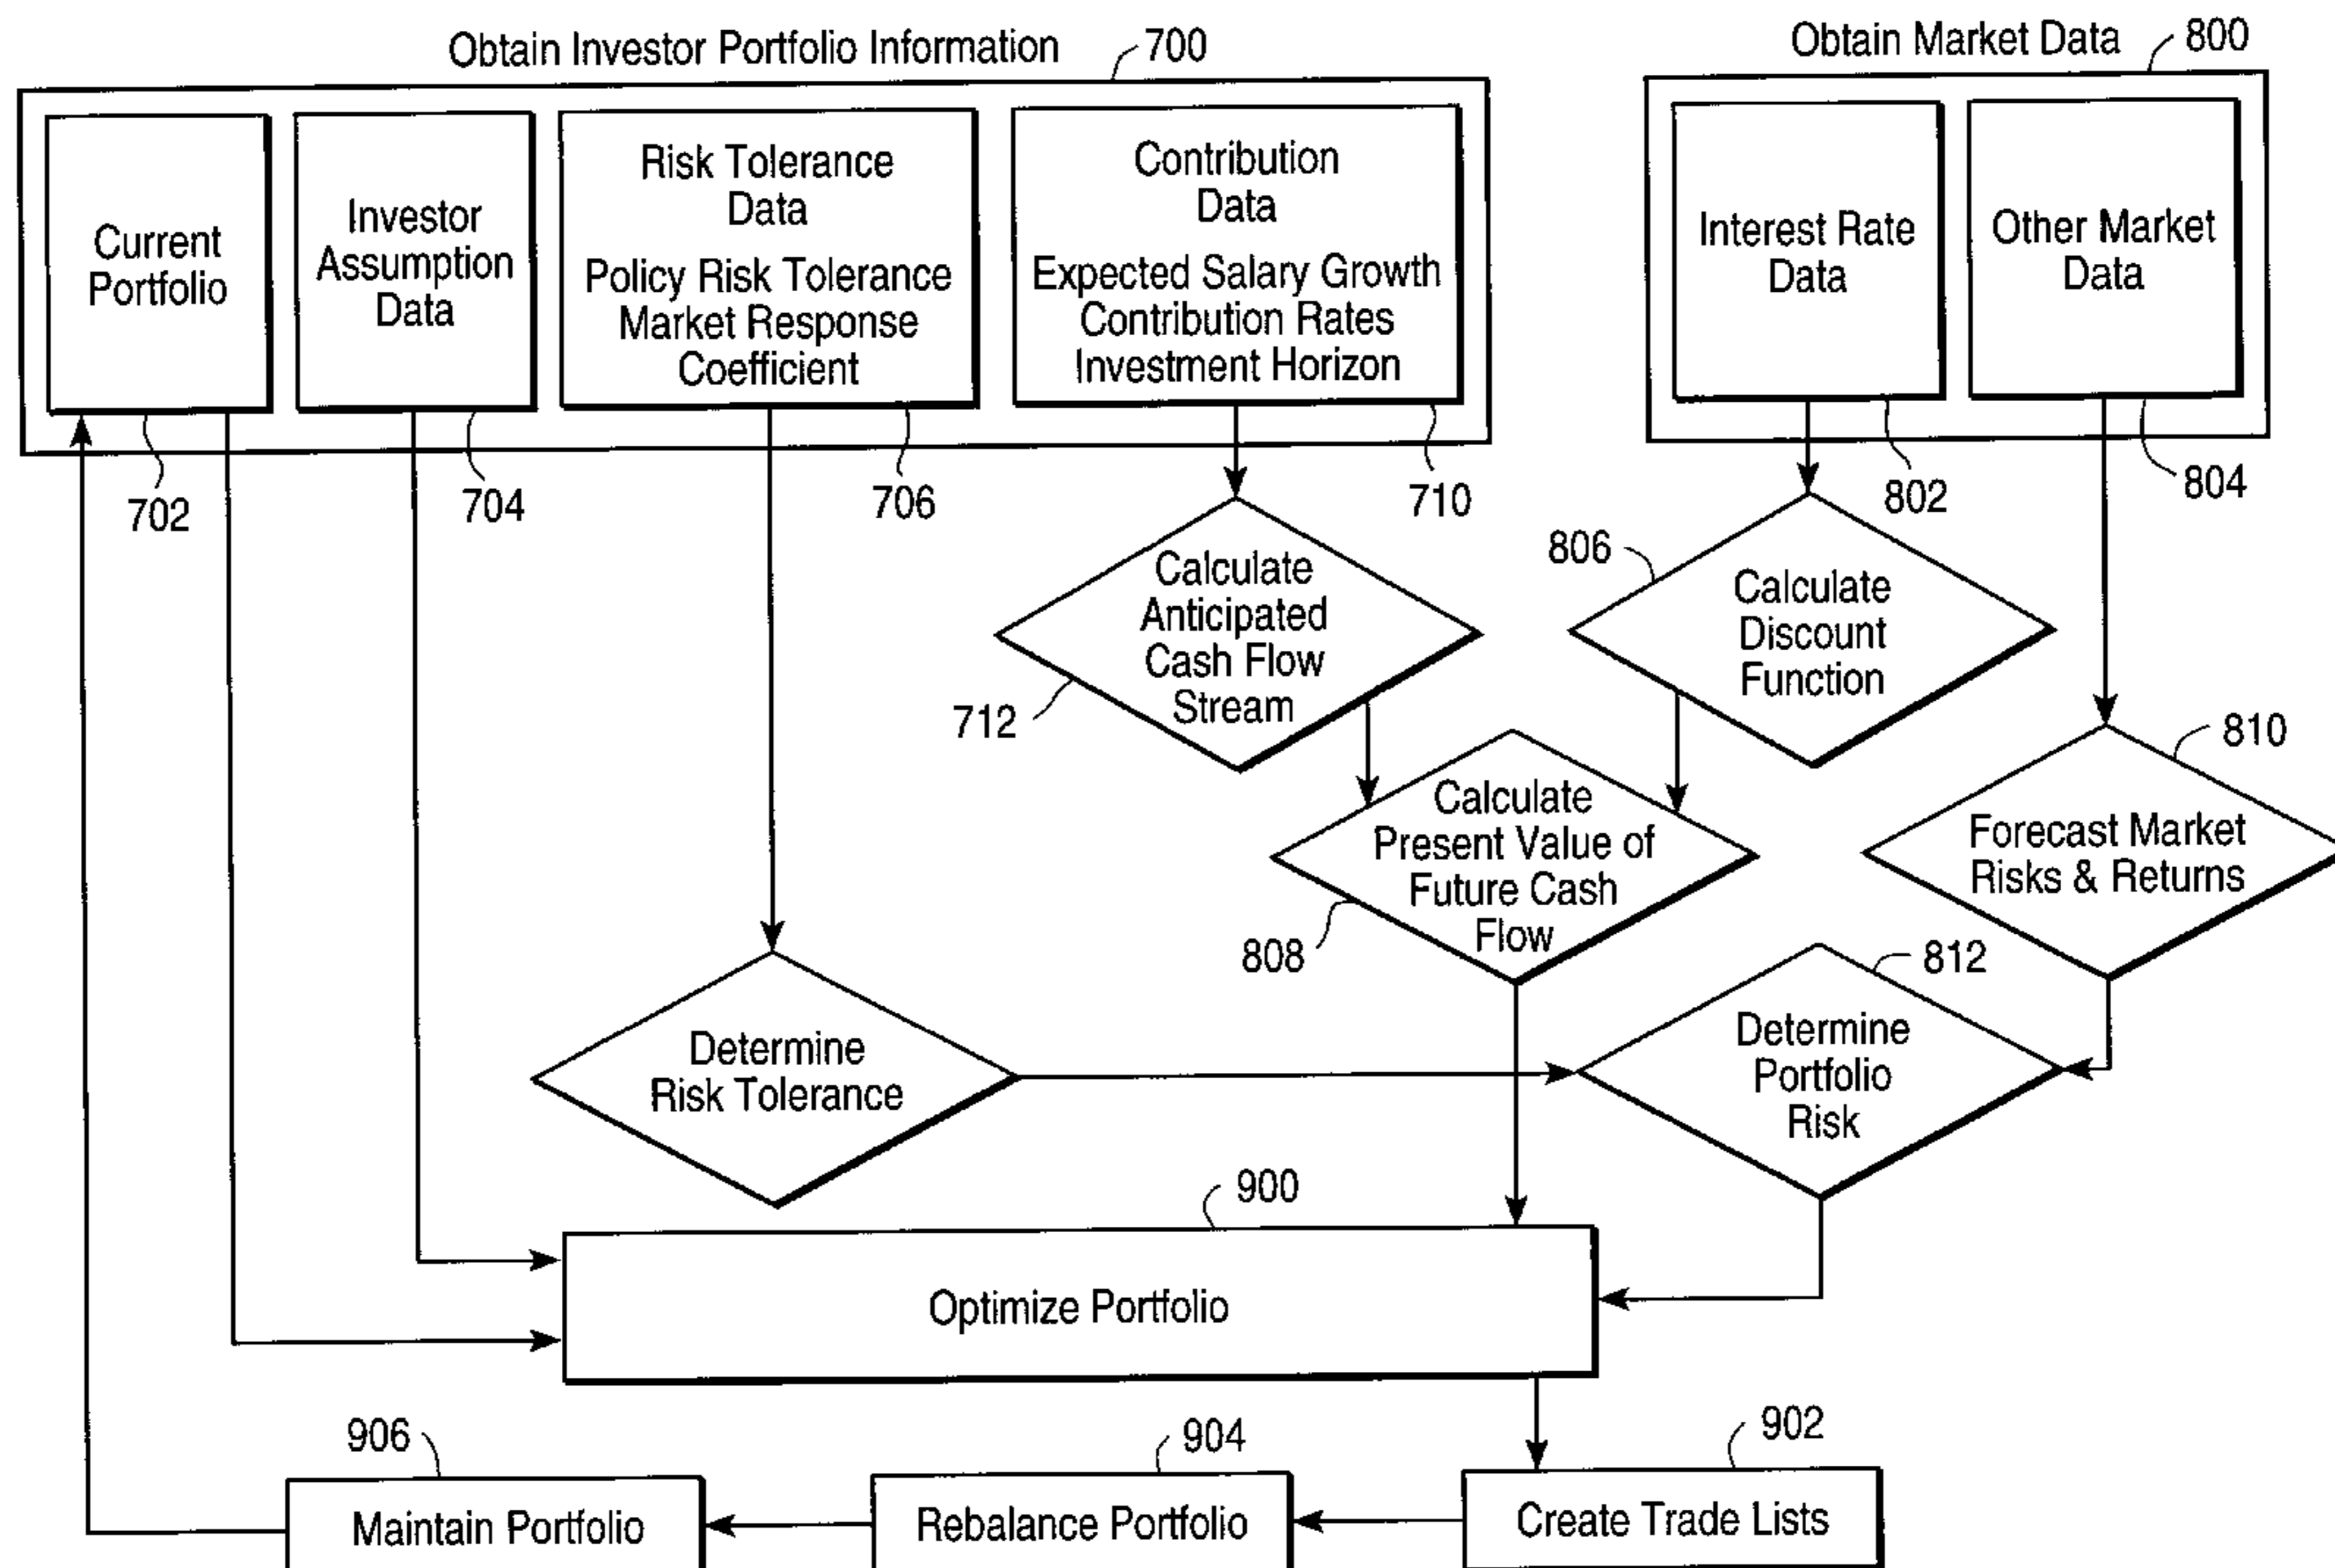 Obtain Investor Portfolio Information
700
Obtain Market Data
800
Current
Portfolio
Investor
Assumption
Data
Risk Tolerance
Data
Policy Risk Tolerance
Market Response
Coefficient
Contribution
Data
Expected Salary Growth
Contribution Rates
Investment Horizon
Interest Rate
Data
Other Market
Data
702
704
706
710
802
804
Calculate
Anticipated
Cash Flow
Stream
712
806
Calculate
Discount
Function
Calculate
Present Value of
Future Cash
Flow
808
810
Forecast Market
Risks & Returns
Determine
Risk Tolerance
812
Determine
Portfolio
Risk
900
Optimize Portfolio
906
Maintain Portfolio
904
Rebalance Portfolio
902
Create Trade Lists